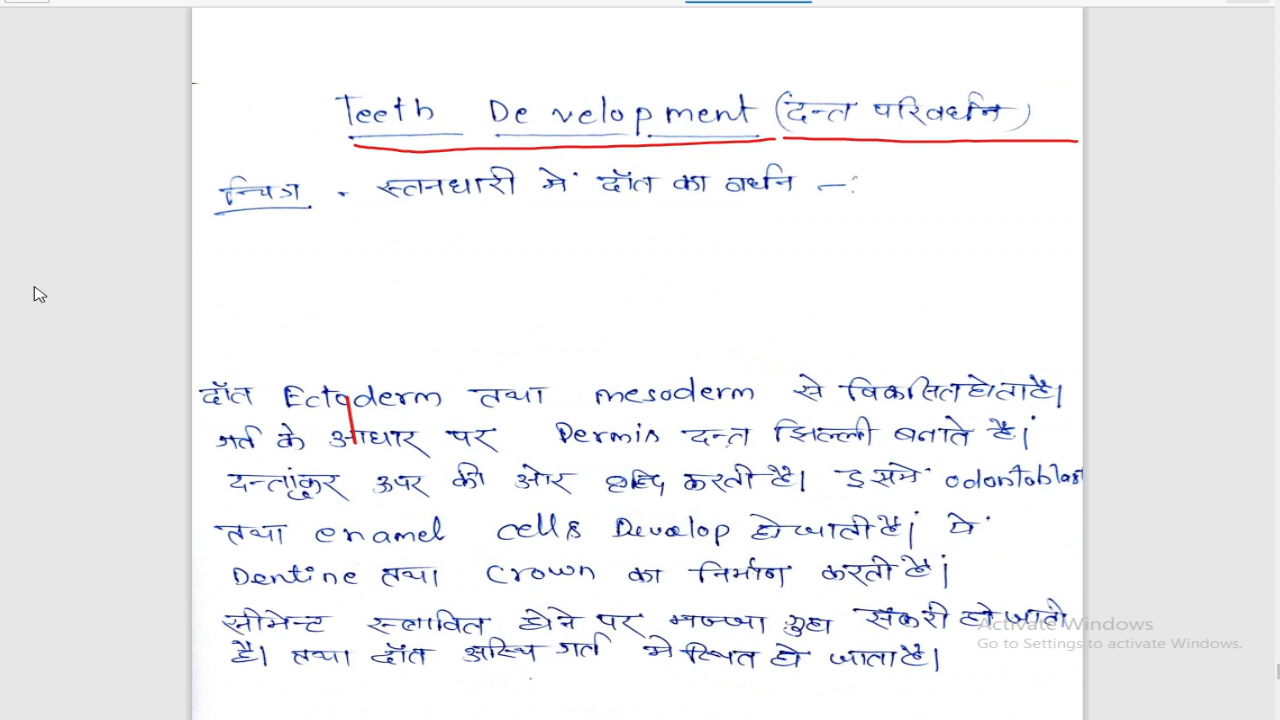 Teeth Development (दन्त परिवर्धन)
चित्र . स्तनधारी में दाँत का वर्धन -:
दाँत Ectoderm तथा mesoderm से विकसित होता है।
गर्त के आधार पर Dermis दन्त झिल्ली बनाते हैं।
दन्तांकुर ऊपर की ओर वृद्धि करती है। इसमें odontoblast
तथा enamel cells Develop हो जाती हैं। ये
Dentine तथा Crown का निर्माण करती हैं।
सीमेन्ट स्त्रावित होने पर मज्जा गुहा संकरी हो जाती
है। तथा दाँत अस्थि गर्त में स्थित हो जाता है।
Activate Windows
Go to Settings to activate Windows.